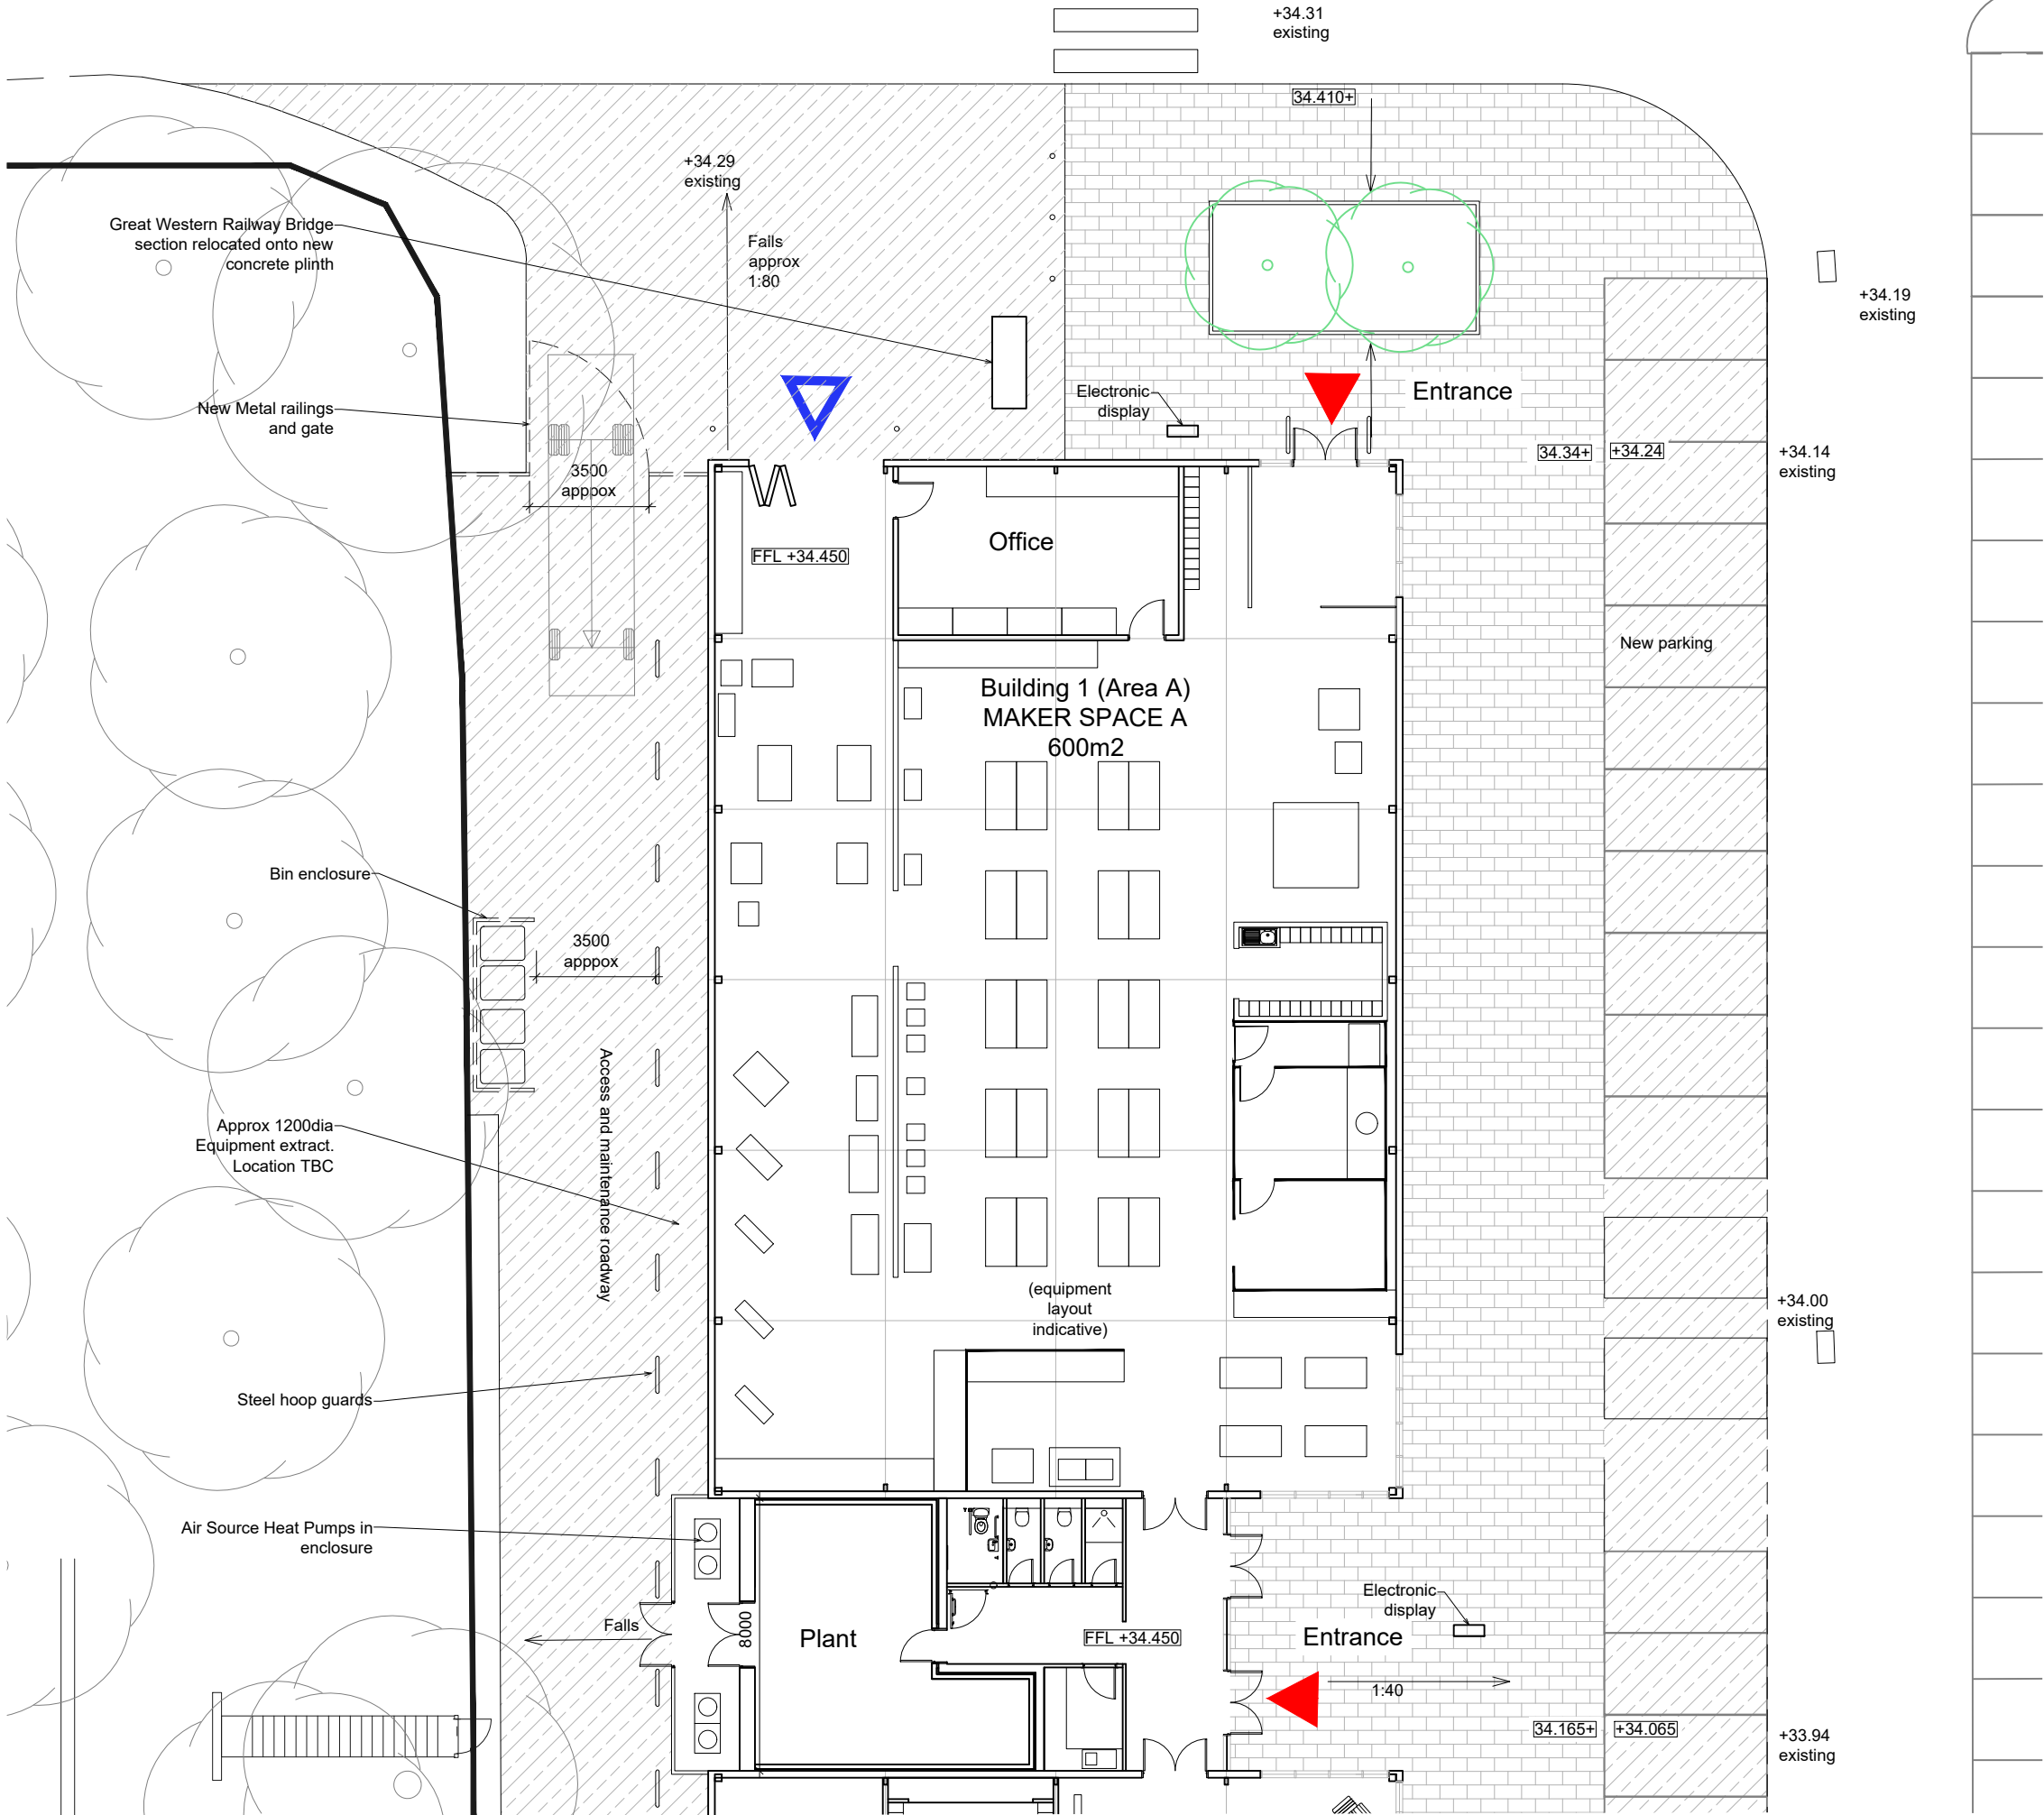 +34.31
existing
34.410+
+34.29
existing
Great Western Railway Bridge
section relocated onto new
concrete plinth
Falls
approx
1:80
+34.19
existing
New Metal railings
and gate
Electronic
display
Entrance
34.34+
+34.24
+34.14
existing
3500
apppox
FFL +34.450
Office
New parking
Building 1 (Area A)
MAKER SPACE A
600m2
Bin enclosure
3500
apppox
Access and maintenance roadway
Approx 1200dia
Equipment extract.
Location TBC
(equipment
layout
indicative)
+34.00
existing
Steel hoop guards
Air Source Heat Pumps in
enclosure
Falls
8000
Plant
FFL +34.450
Electronic
display
Entrance
1:40
34.165+
+34.065
+33.94
existing